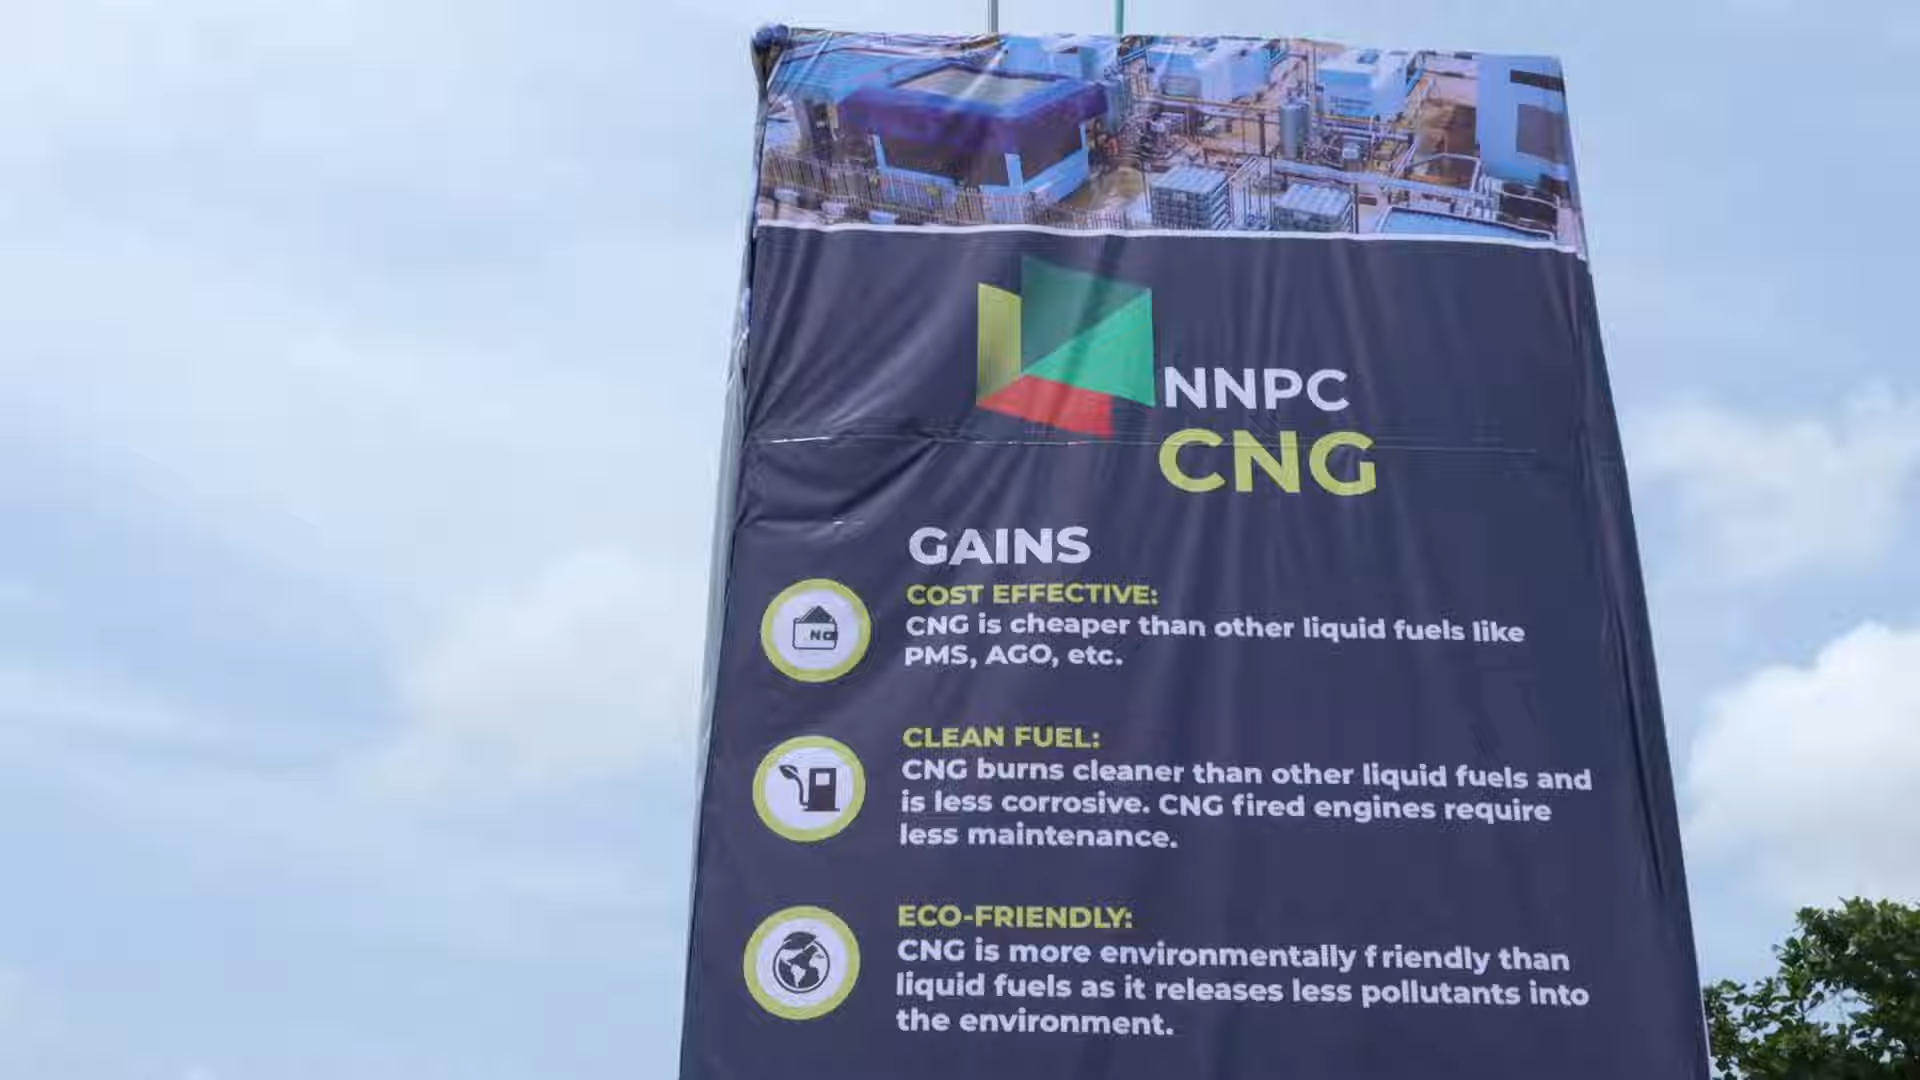 NNPC
CNG
GAINS
COST EFFECTIVE:
CNG is cheaper than other liquid fuels like
PMS, AGO, etc.
CLEAN FUEL:
CNG burns cleaner than other liquid fuels and
is less corrosive. CNG fired engines require
less maintenance.
ECO-FRIENDLY:
CNG is more environmentally friendly than
liquid fuels as it releases less pollutants into
the environment.